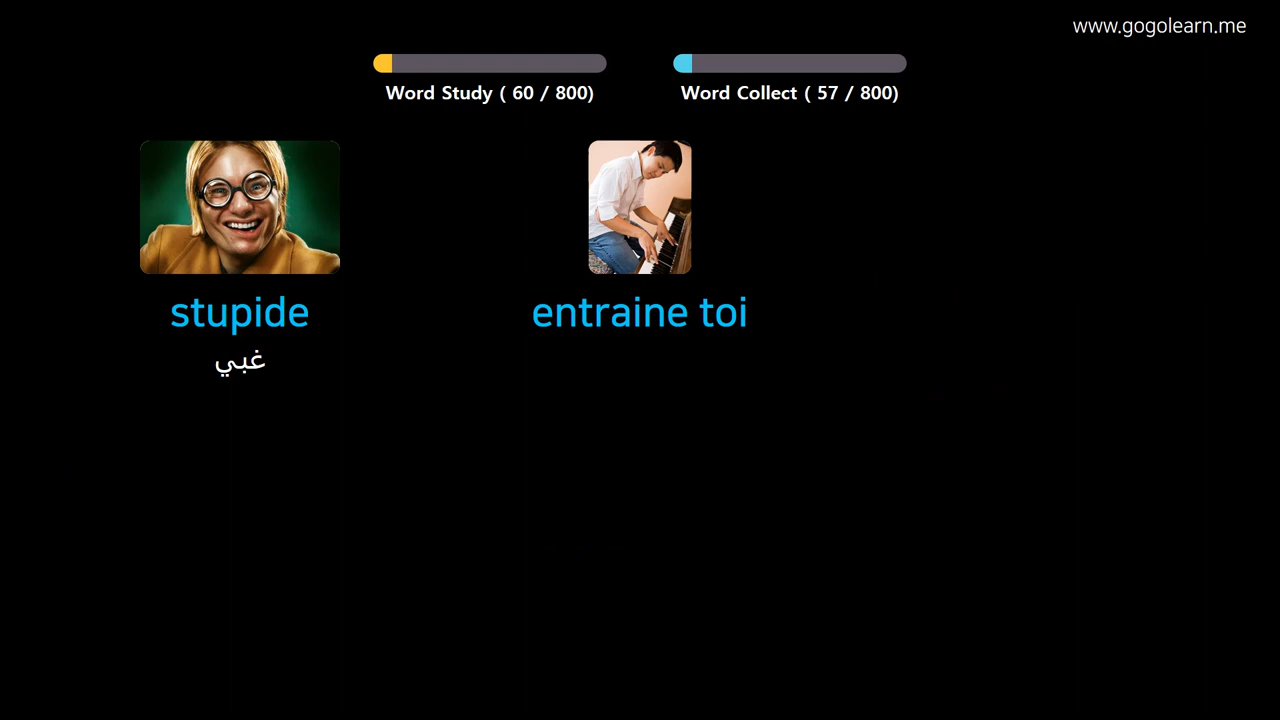 www.gogolearn.me
Word Study ( 60 / 800)
Word Collect ( 57 / 800)
stupide
غبي
entraine toi